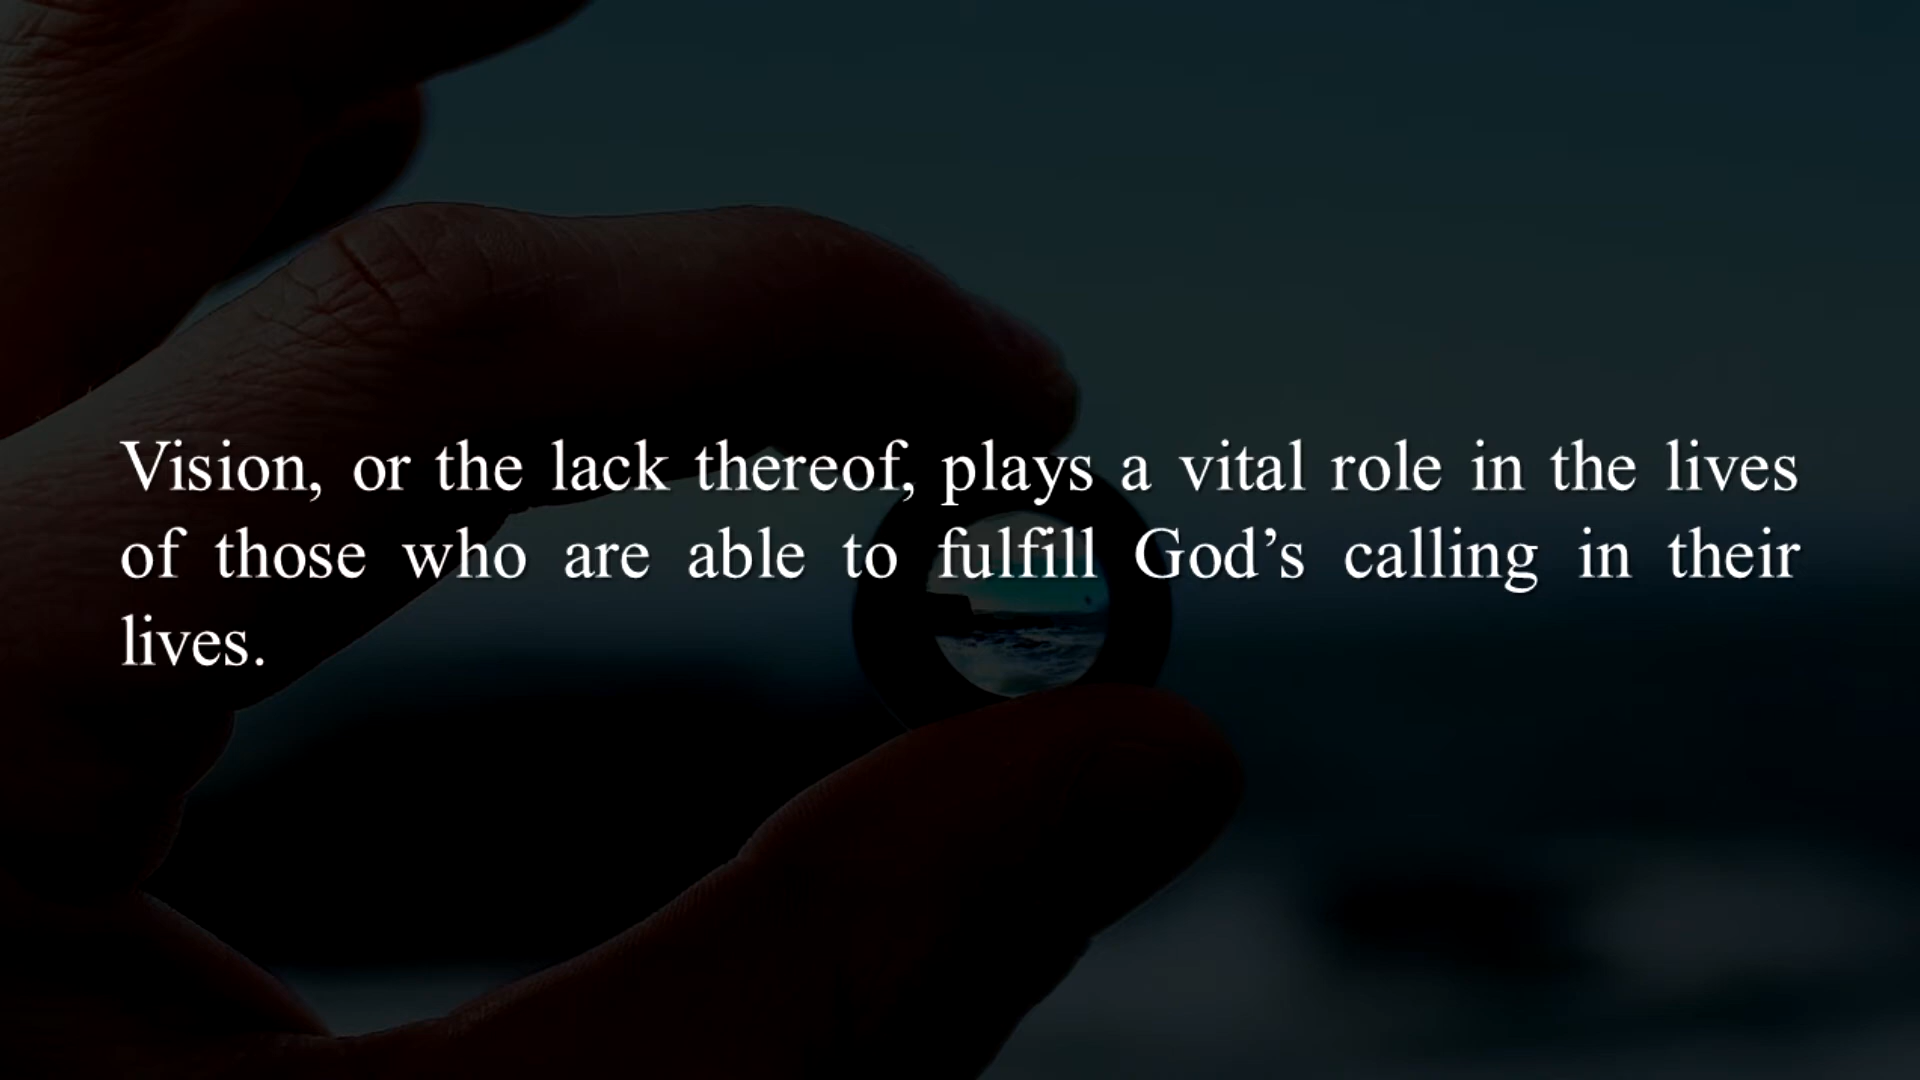 Vision, or the lack thereof, plays a vital role in the lives
of those who are able to fulfill God’s calling in their
lives.